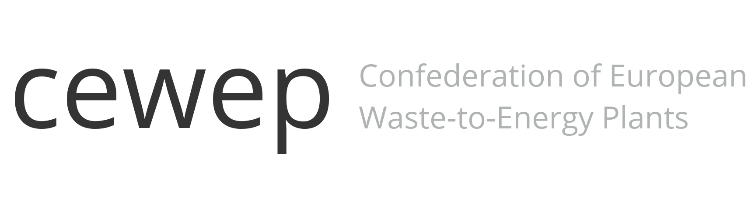 cewep
Confederation of European
Waste-to-Energy Plants